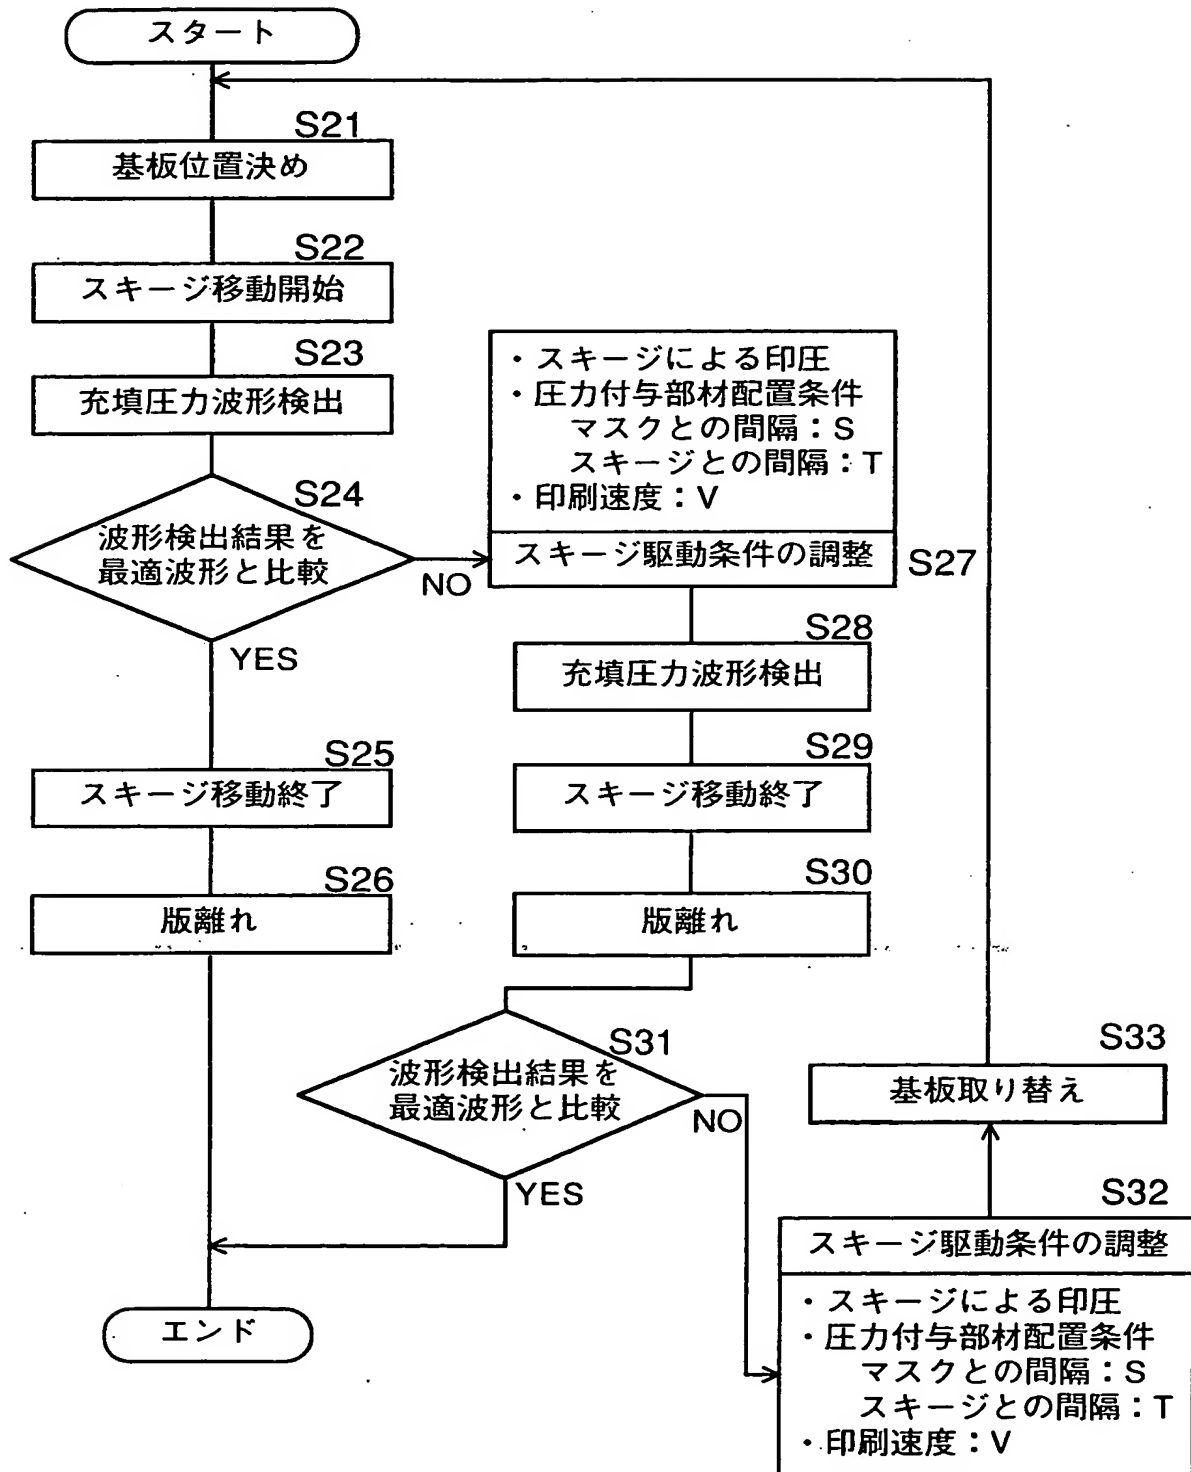 スタート
S21
基板位置決め
S22
スキージ移動開始
S23
充填圧力波形検出
S24
波形検出結果を
最適波形と比較
NO
YES
S25
スキージ移動終了
S26
版離れ
・スキージによる印圧
・圧力付与部材配置条件
マスクとの間隔：S
スキージとの間隔：T
・印刷速度：V
スキージ駆動条件の調整
S27
S28
充填圧力波形検出
S29
スキージ移動終了
S30
版離れ
S31
波形検出結果を
最適波形と比較
NO
YES
S33
基板取り替え
S32
スキージ駆動条件の調整
・スキージによる印圧
・圧力付与部材配置条件
マスクとの間隔：S
スキージとの間隔：T
・印刷速度：V
エンド